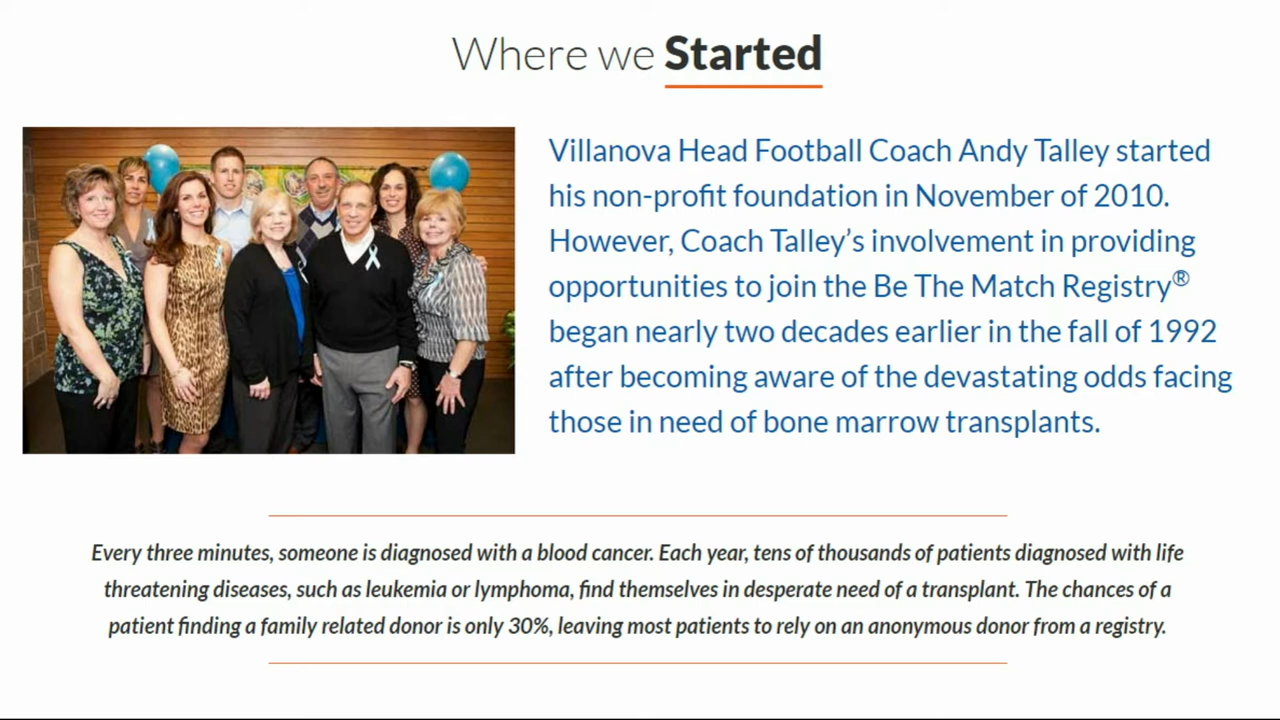 Where we Started
Villanova Head Football Coach Andy Talley started
his non-profit foundation in November of 2010.
However, Coach Talley’s involvement in providing
opportunities to join the Be The Match Registry®
began nearly two decades earlier in the fall of 1992
after becoming aware of the devastating odds facing
those in need of bone marrow transplants.
Every three minutes, someone is diagnosed with a blood cancer. Each year, tens of thousands of patients diagnosed with life
threatening diseases, such as leukemia or lymphoma, find themselves in desperate need of a transplant. The chances of a
patient finding a family related donor is only 30%, leaving most patients to rely on an anonymous donor from a registry.